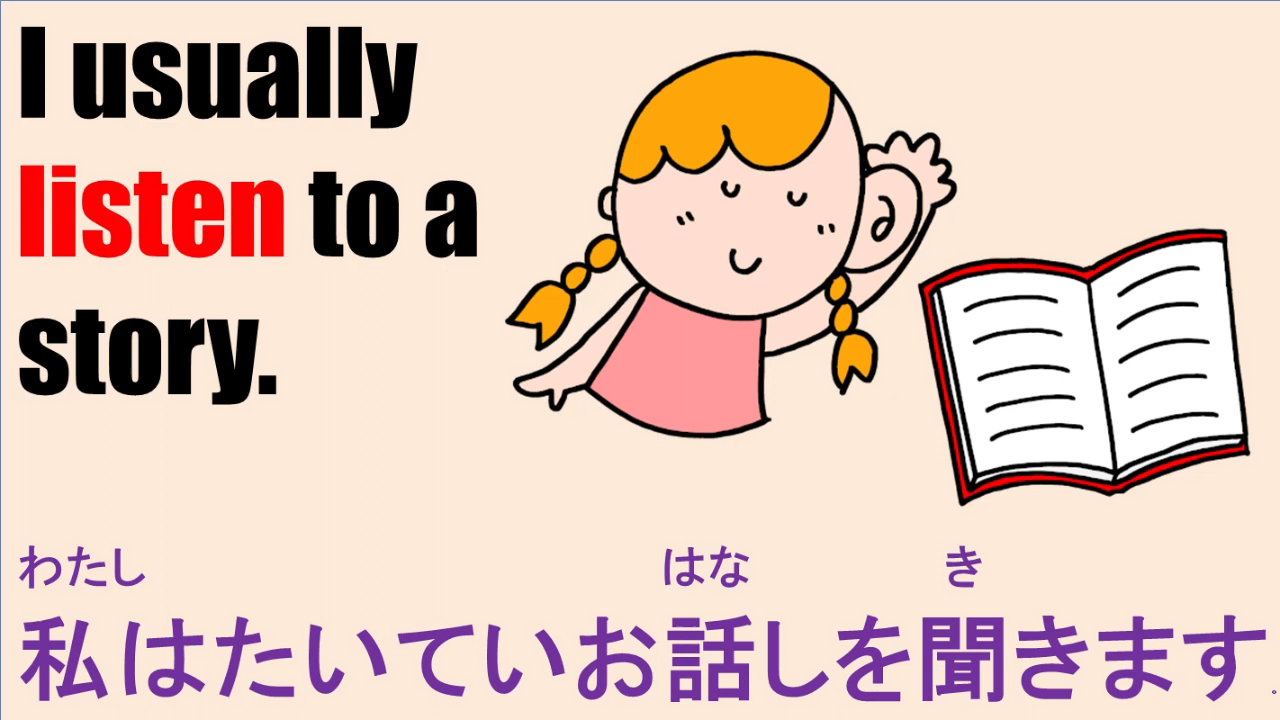 I usually
listen to a
story.
わたし はな き
私はたいていお話しを聞きます。